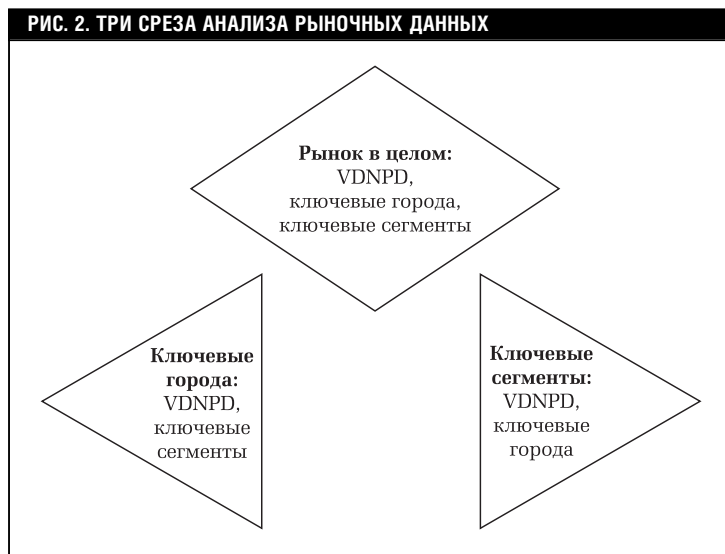 РИС. 2. ТРИ СРЕЗА АНАЛИЗА РЫНОЧНЫХ ДАННЫХ
Рынок в целом:
VDNPD,
ключевые города,
ключевые сегменты
Ключевые
города:
VDNPD,
ключевые
сегменты
Ключевые
сегменты:
VDNPD,
ключевые
города